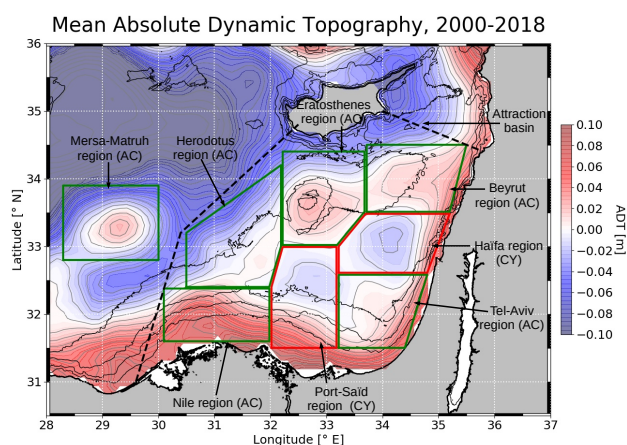 Mean Absolute Dynamic Topography, 2000-2018
36
35
34
33
32
31
Latitude [° N]
28
29
30
31
32
33
34
35
36
37
Longitude [° E]
Eratosthenes
region (AC)
Attraction
basin
Mersa-Matruh
region (AC)
Herodotus
region (AC)
Beyrut
region (AC)
Haïfa region
(CY)
Tel-Aviv
region (AC)
Port-Saïd
region (CY)
Nile region (AC)
0.10
0.08
0.06
0.04
0.02
0.00
−0.02
−0.04
−0.06
−0.08
−0.10
ADT [m]